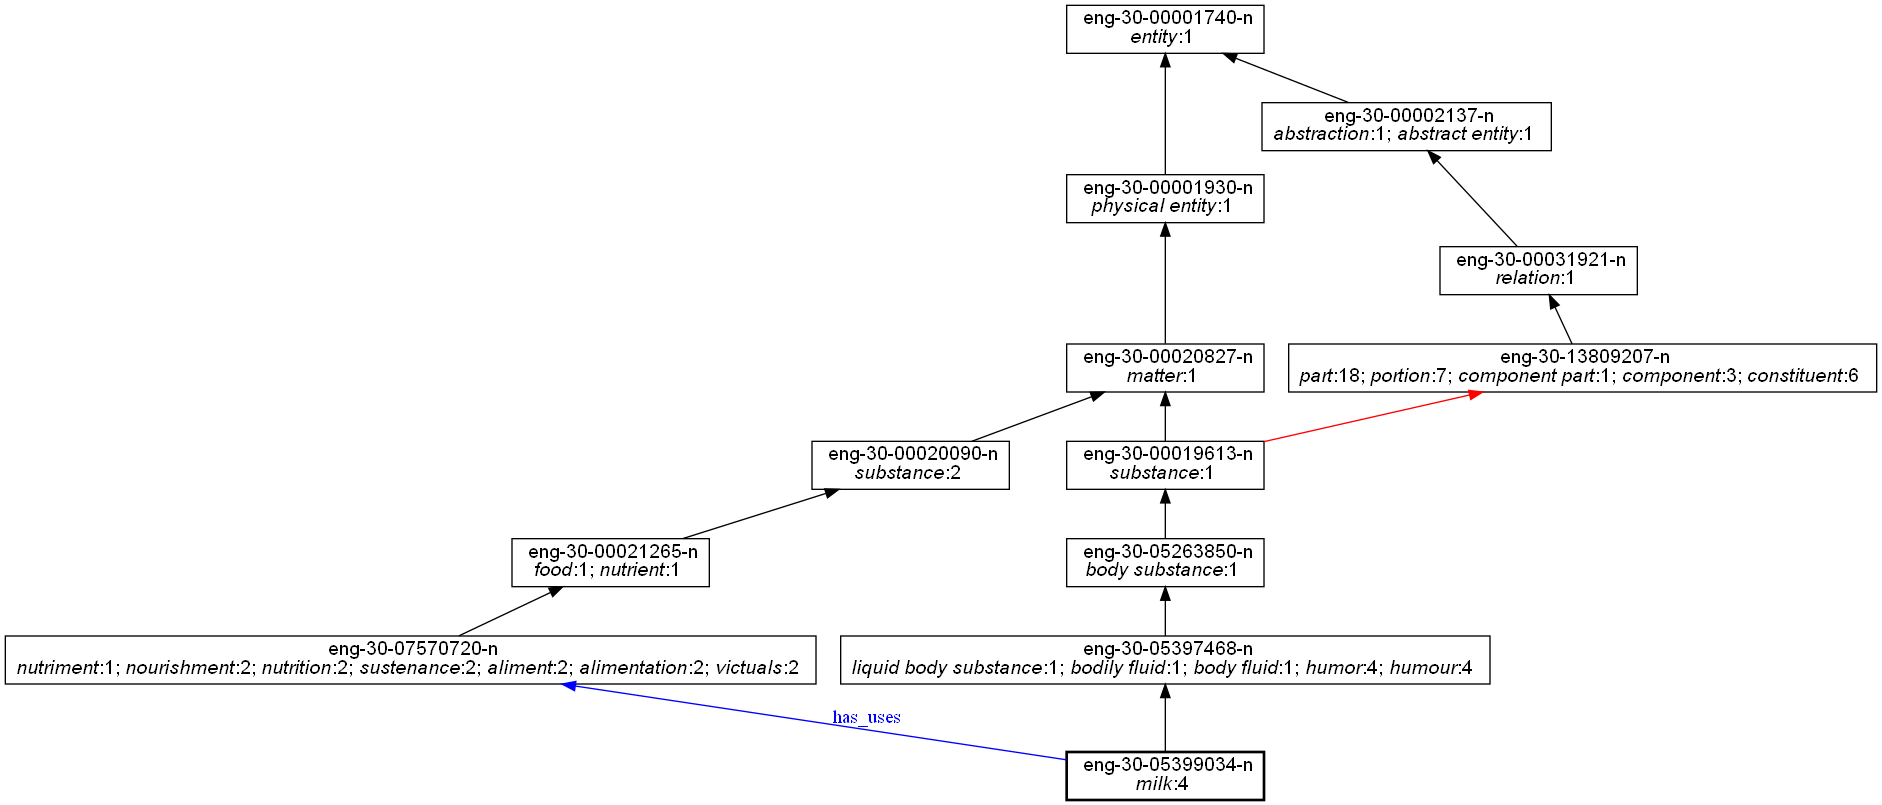 eng-30-00001740-n
entity:1
eng-30-00002137-n
abstraction:1; abstract entity:1
eng-30-00001930-n
physical entity:1
eng-30-00031921-n
relation:1
eng-30-00020827-n
matter:1
eng-30-13809207-n
part:18; portion:7; component part:1; component:3; constituent:6
eng-30-00020090-n
substance:2
eng-30-00019613-n
substance:1
eng-30-00021265-n
food:1; nutrient:1
eng-30-05263850-n
body substance:1
eng-30-07570720-n
nutriment:1; nourishment:2; nutrition:2; sustenance:2; aliment:2; alimentation:2; victuals:2
eng-30-05397468-n
liquid body substance:1; bodily fluid:1; body fluid:1; humor:4; humour:4
has_uses
eng-30-05399034-n
milk:4